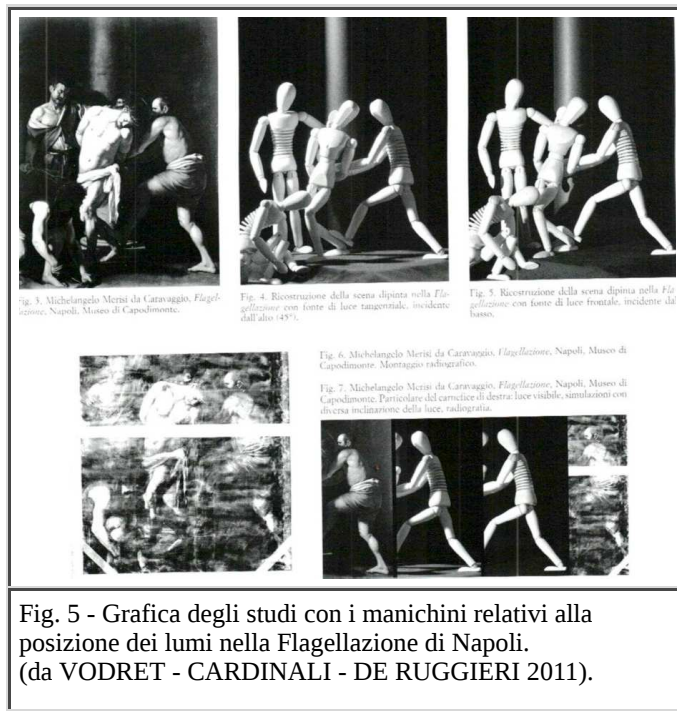 Fig. 3. Michelangelo Merisi da Caravaggio, Flagel-
lazione, Napoli, Museo di Capodimonte.
Fig. 4. Ricostruzione della scena dipinta nella Fla-
gellazione con fonte di luce tangenziale, incidente
dall'alto (45°).
Fig. 5. Ricostruzione della scena dipinta nella Fla
gellazione con fonte di luce frontale, incidente dal
basso.
Fig. 6. Michelangelo Merisi da Caravaggio, Flagellazione, Napoli, Museo di
Capodimonte. Montaggio radiografico.
Fig. 7. Michelangelo Merisi da Caravaggio, Flagellazione, Napoli, Museo di
Capodimonte. Particolare del carnefice di destra: luce visibile, simulazioni con
diversa inclinazione della luce, radiografia.
Fig. 5 - Grafica degli studi con i manichini relativi alla
posizione dei lumi nella Flagellazione di Napoli.
(da VODRET - CARDINALI - DE RUGGIERI 2011).